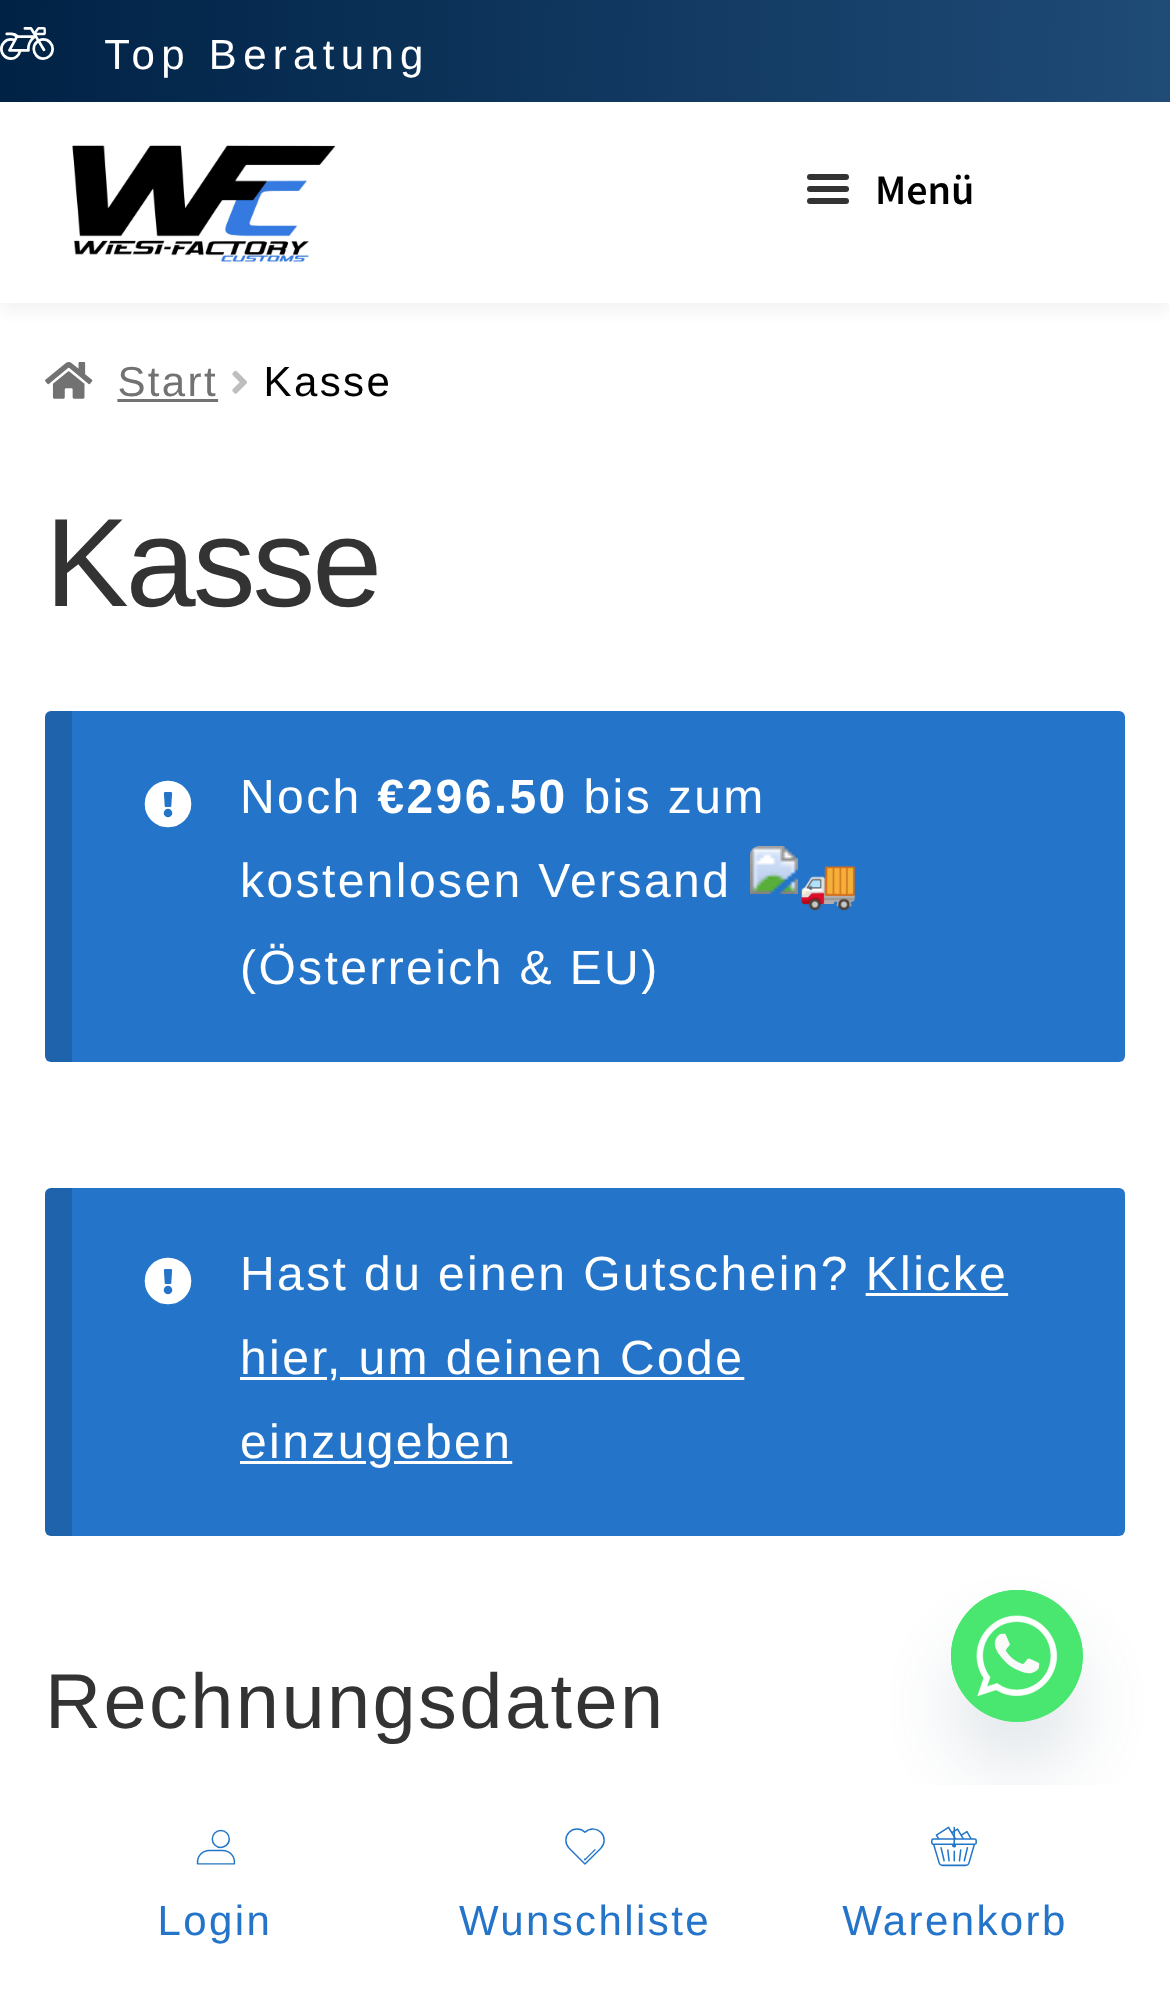 Top Beratung
WFC
WIESI-FACTORY
CUSTOMS
Menü
Start Kasse
Kasse
Noch €296.50 bis zum
kostenlosen Versand 🚚
(Österreich & EU)
Hast du einen Gutschein? Klicke
hier, um deinen Code
einzugeben
Rechnungsdaten
Login Wunschliste Warenkorb